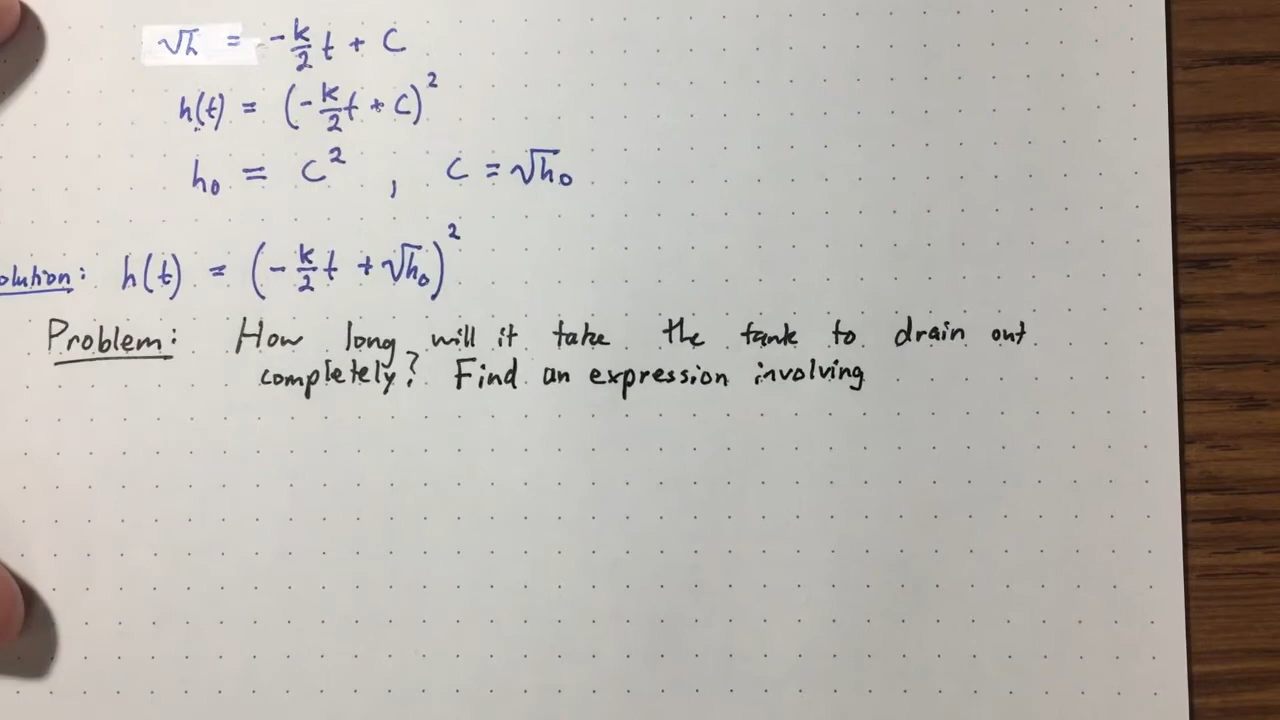 √h = -k/2 t + C
h(t) = (-k/2 t + C)²
h₀ = C² , C = √h₀
olution: h(t) = (-k/2 t + √h₀)²
Problem: How long will it take the tank to drain out
completely? Find an expression involving